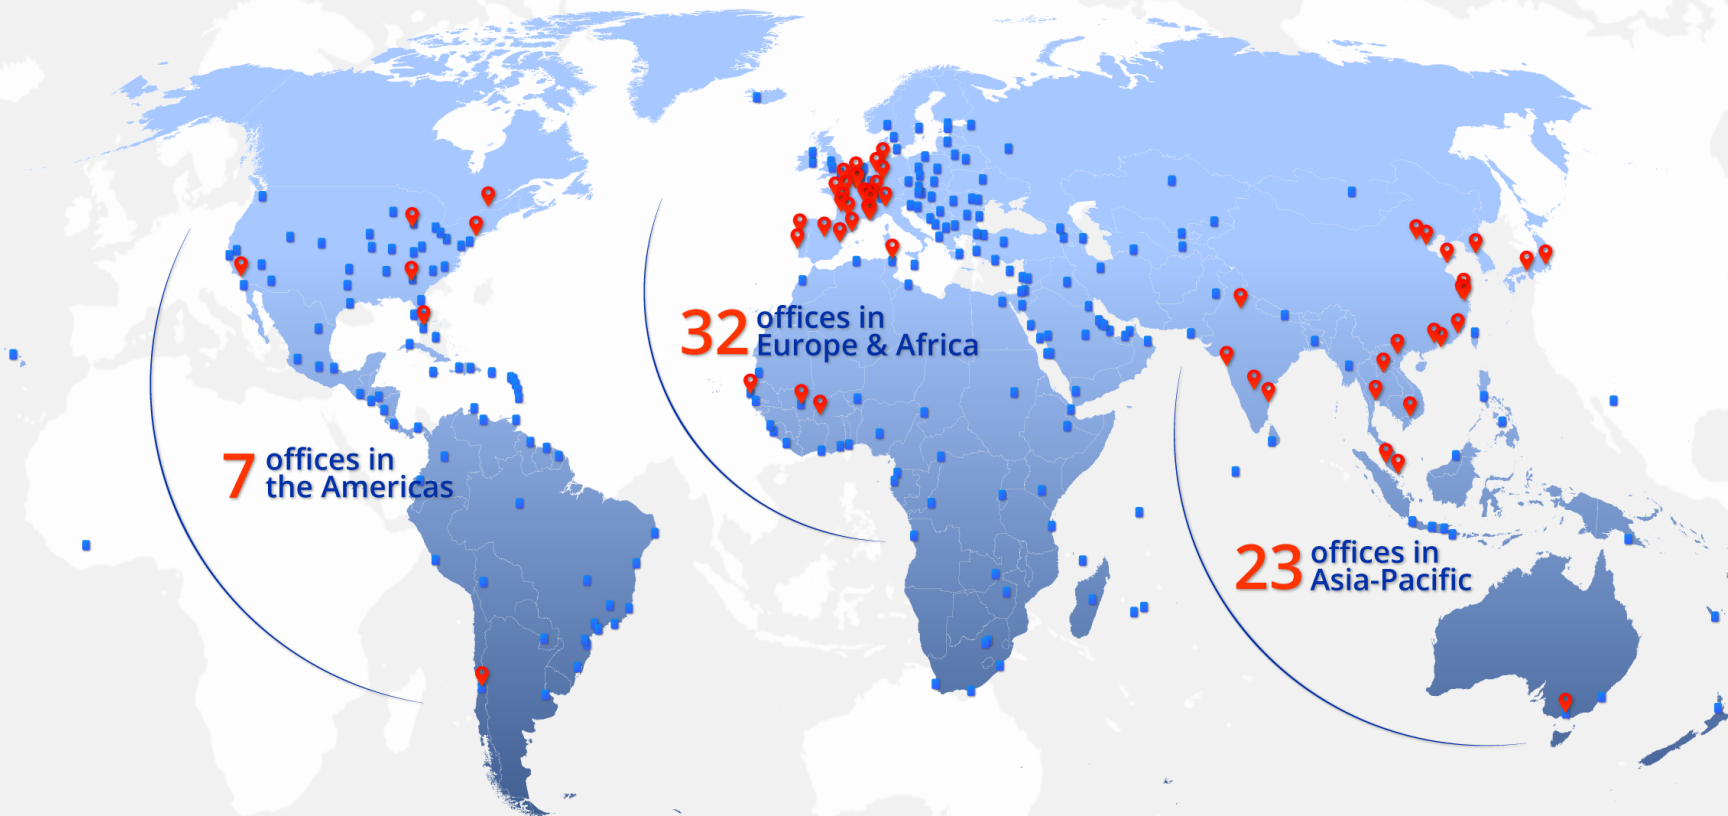 32 offices in
Europe & Africa
7 offices in
the Americas
23 offices in
Asia-Pacific